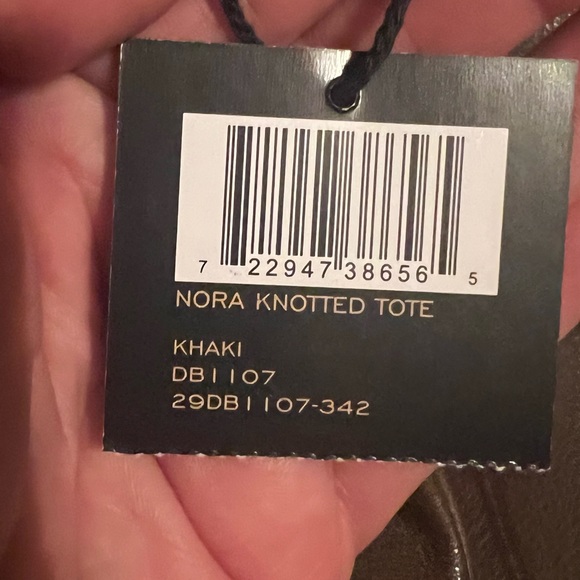 7 22947 38656 5
NORA KNOTTED TOTE
KHAKI
DB1107
29DB1107-342